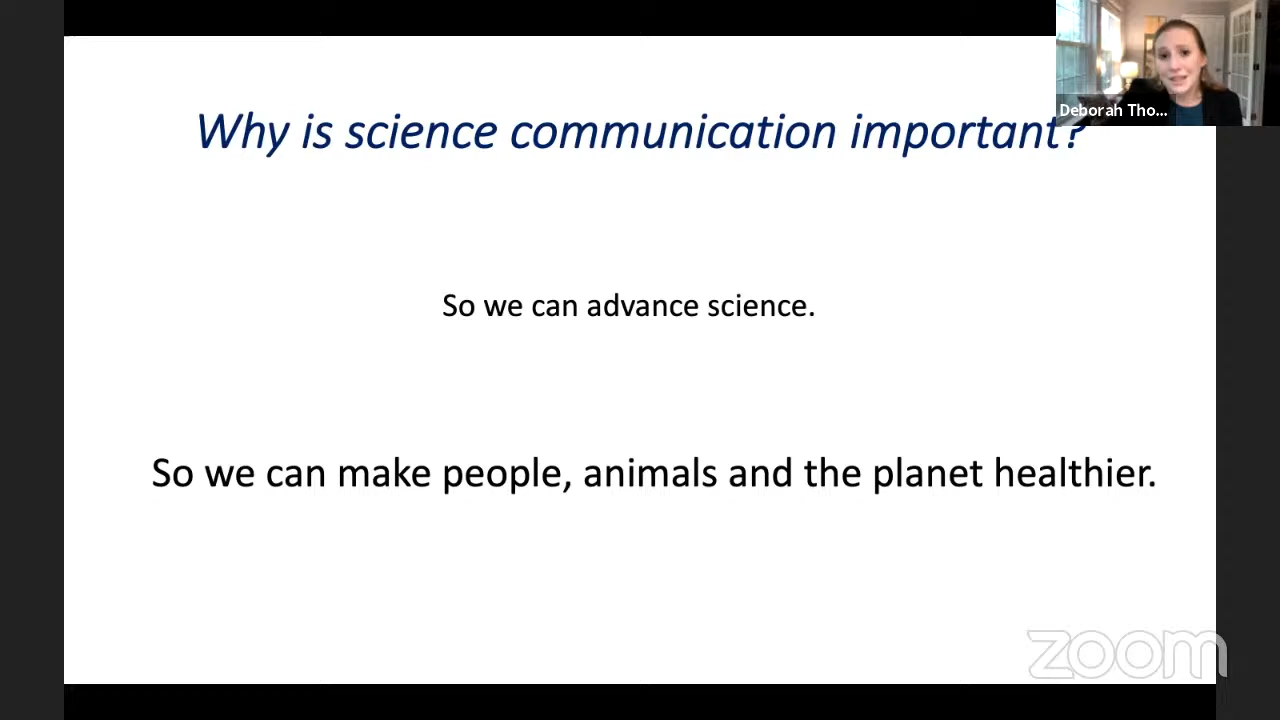 Why is science communication important?
Deborah Tho...
So we can advance science.
So we can make people, animals and the planet healthier.
zoom